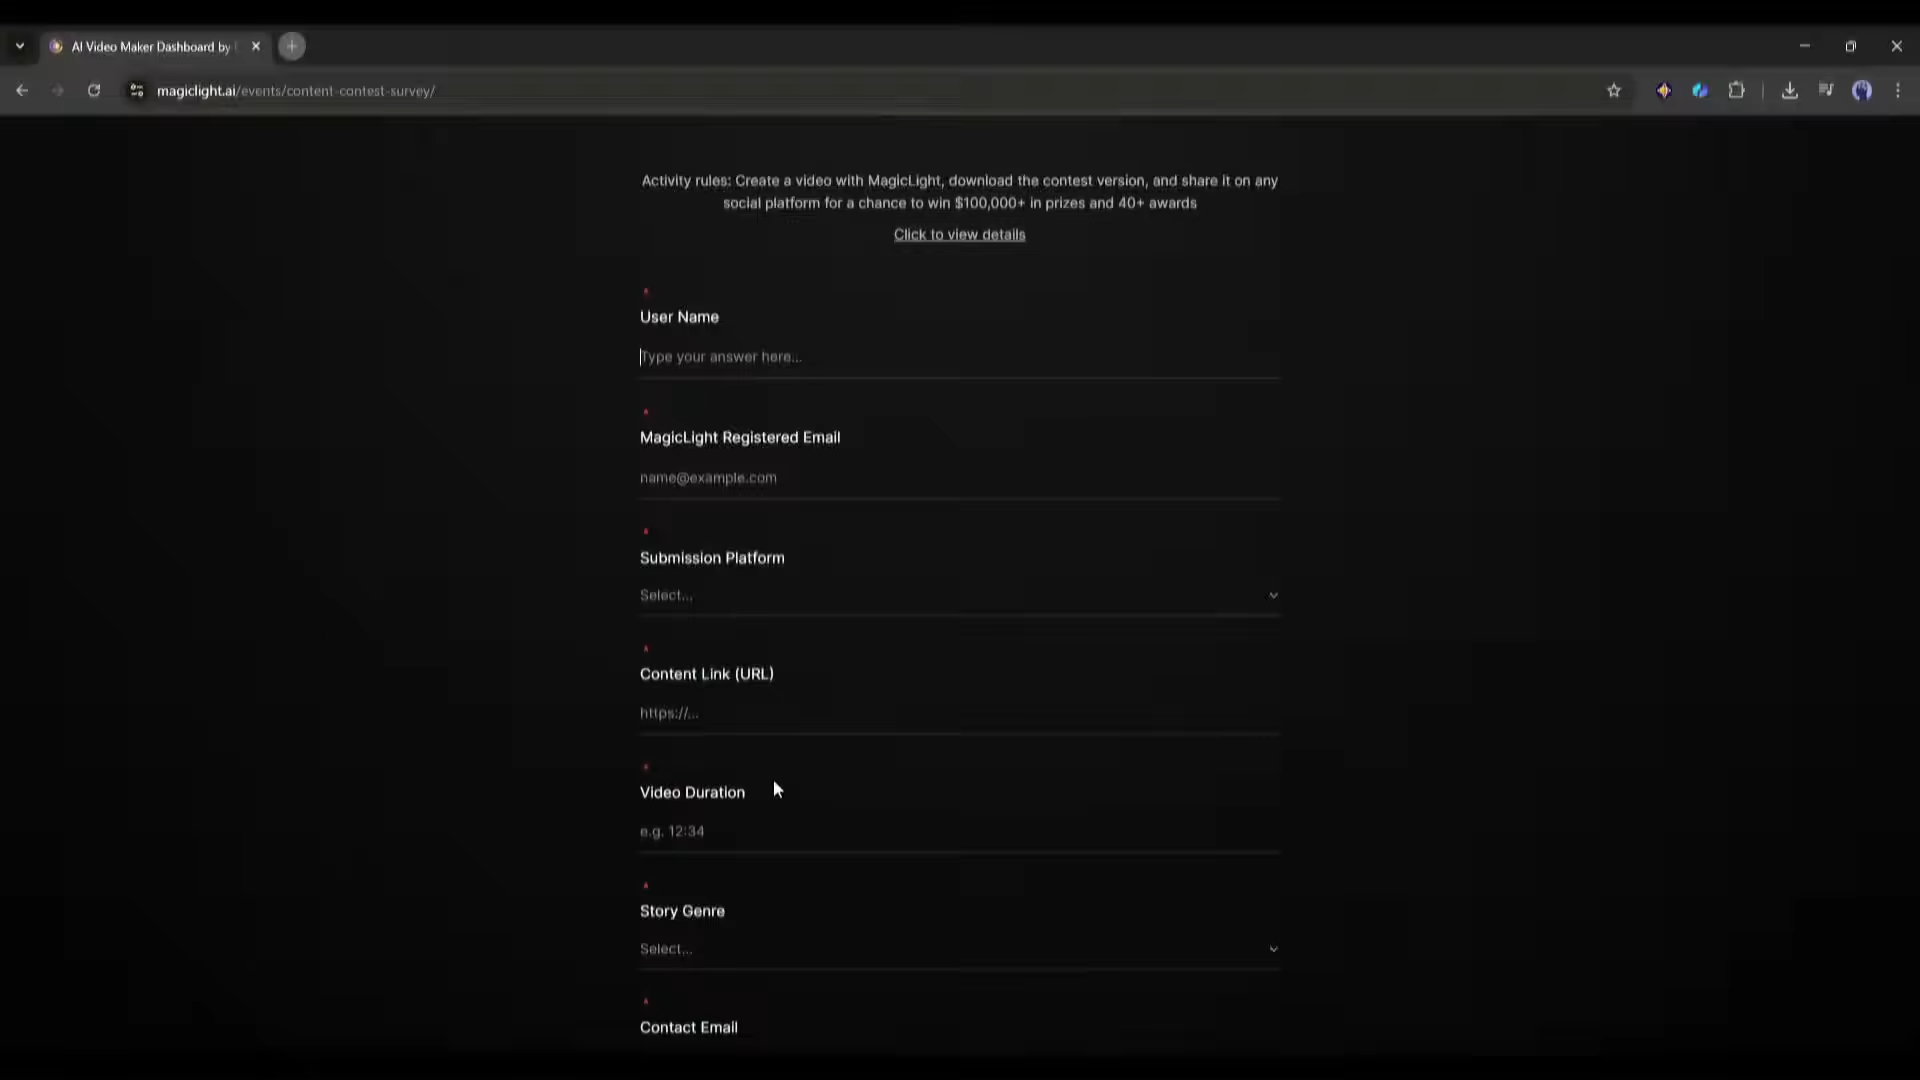 AI Video Maker Dashboard by
magiclight.ai/events/content-contest-survey/
Activity rules: Create a video with MagicLight, download the contest version, and share it on any
social platform for a chance to win $100,000+ in prizes and 40+ awards
Click to view details
*
User Name
Type your answer here...
*
MagicLight Registered Email
name@example.com
*
Submission Platform
Select...
*
Content Link (URL)
https://...
*
Video Duration
e.g. 12:34
*
Story Genre
Select...
*
Contact Email